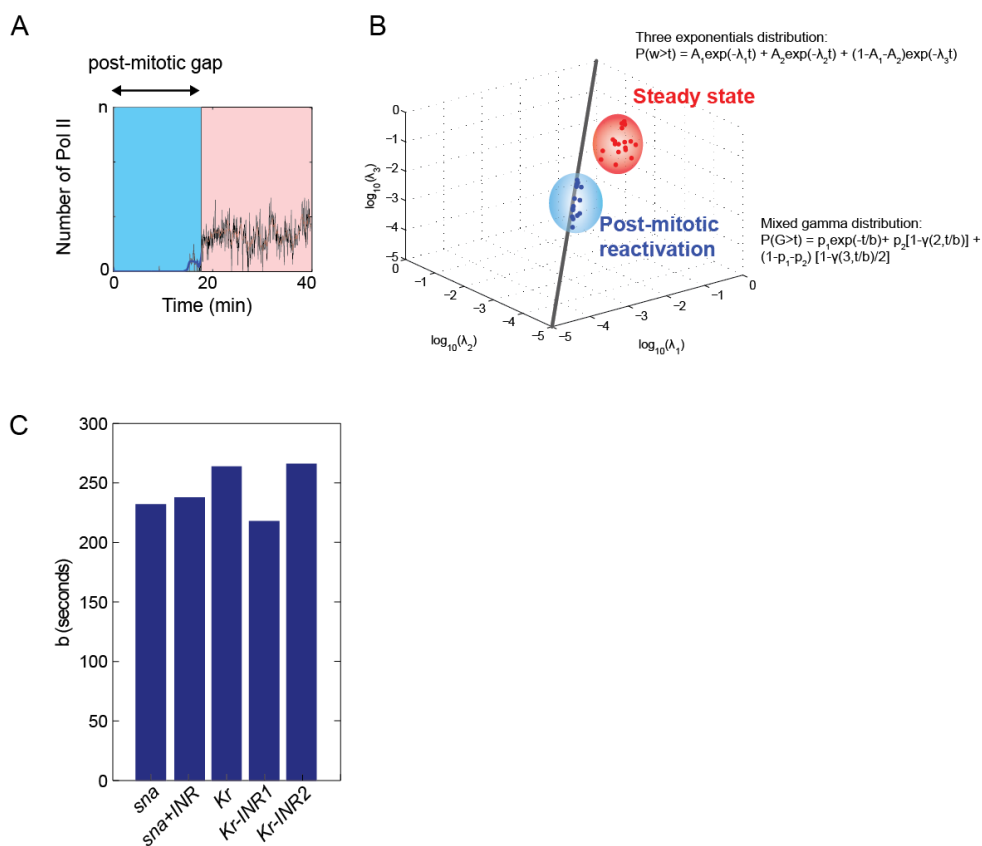 A
post-mitotic gap
n
Number of Pol II
0
0
20
40
Time (min)
B
Three exponentials distribution:
P(w>t) = A₁exp(-λ₁t) + A₂exp(-λ₂t) + (1-A₁-A₂)exp(-λ₃t)
Steady state
0
−1
−2
−3
−4
−5
log₁₀(λ₃)
Post-mitotic
reactivation
Mixed gamma distribution:
P(G>t) = p₁exp(-t/b)+ p₂[1-γ(2,t/b)] +
(1-p₁-p₂) [1-γ(3,t/b)/2]
0
−1
−2
−3
−4
−5
log₁₀(λ₂)
−5
−4
−3
−2
−1
0
log₁₀(λ₁)
C
300
250
200
150
100
50
0
b (seconds)
sna
sna+INR
Kr
Kr-INR1
Kr-INR2